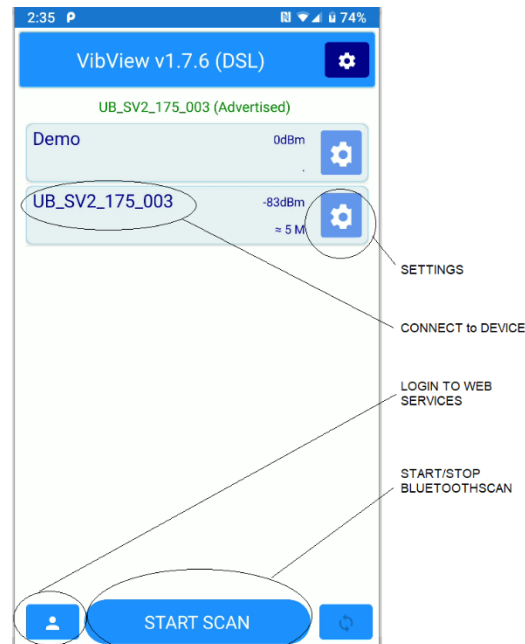 2:35 74%
VibView v1.7.6 (DSL)
UB_SV2_175_003 (Advertised)
Demo 0dBm
.
UB_SV2_175_003 -83dBm
≈ 5 M
SETTINGS
CONNECT to DEVICE
LOGIN TO WEB
SERVICES
START/STOP
BLUETOOTHSCAN
START SCAN